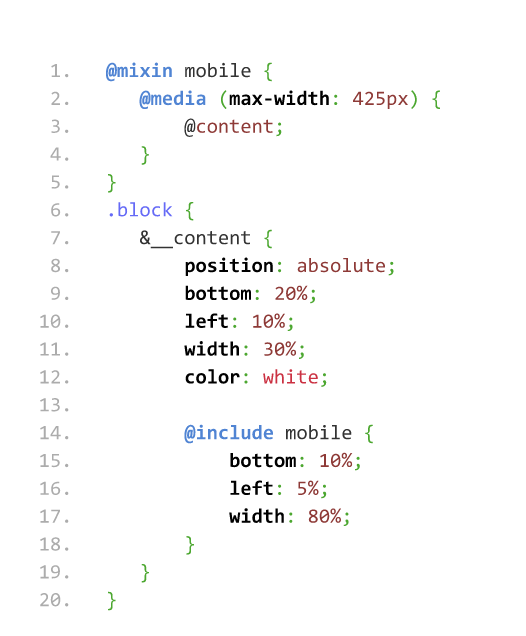 1. @mixin mobile {
2. @media (max-width: 425px) {
3. @content;
4. }
5. }
6. .block {
7. &__content {
8. position: absolute;
9. bottom: 20%;
10. left: 10%;
11. width: 30%;
12. color: white;
13.
14. @include mobile {
15. bottom: 10%;
16. left: 5%;
17. width: 80%;
18. }
19. }
20. }